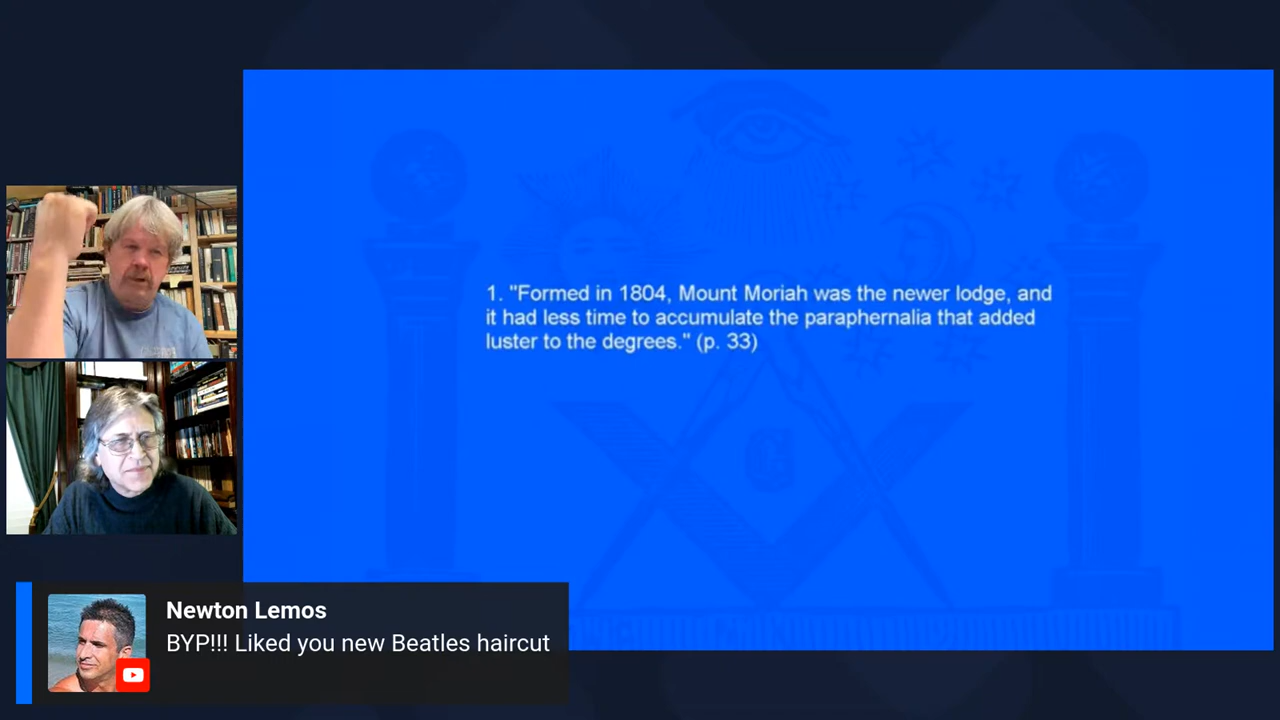 1. "Formed in 1804, Mount Moriah was the newer lodge, and
it had less time to accumulate the paraphernalia that added
luster to the degrees." (p. 33)
G
Newton Lemos
BYP!!! Liked you new Beatles haircut